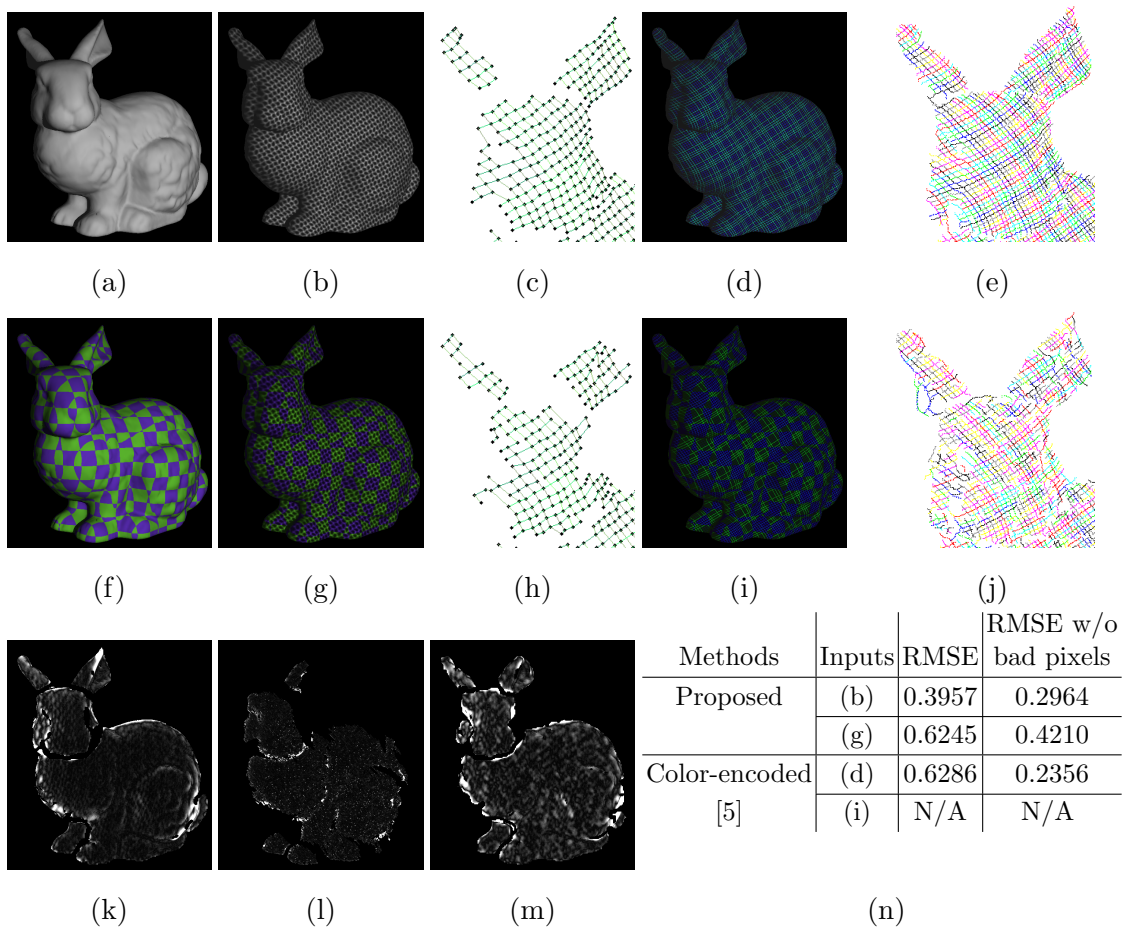 (a) (b) (c) (d) (e)
(f) (g) (h) (i) (j)
Methods Inputs RMSE RMSE w/o bad pixels
Proposed (b) 0.3957 0.2964
(g) 0.6245 0.4210
Color-encoded (d) 0.6286 0.2356
[5] (i) N/A N/A
(k) (l) (m) (n)